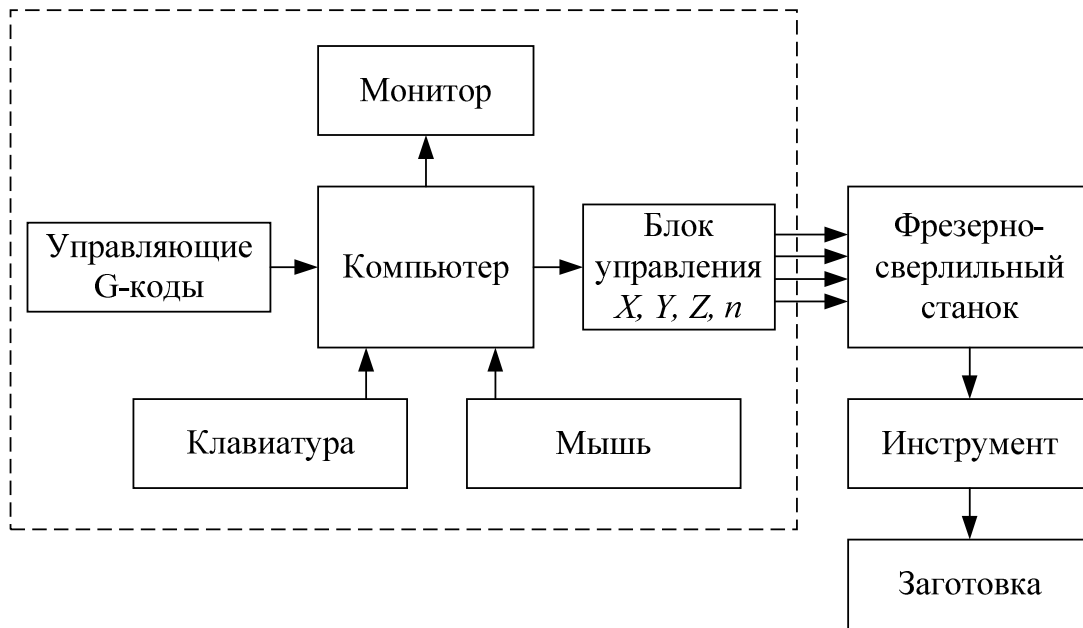 Монитор
Управляющие
G-коды
Компьютер
Блок
управления
X, Y, Z, n
Фрезерно-
сверлильный
станок
Клавиатура
Мышь
Инструмент
Заготовка